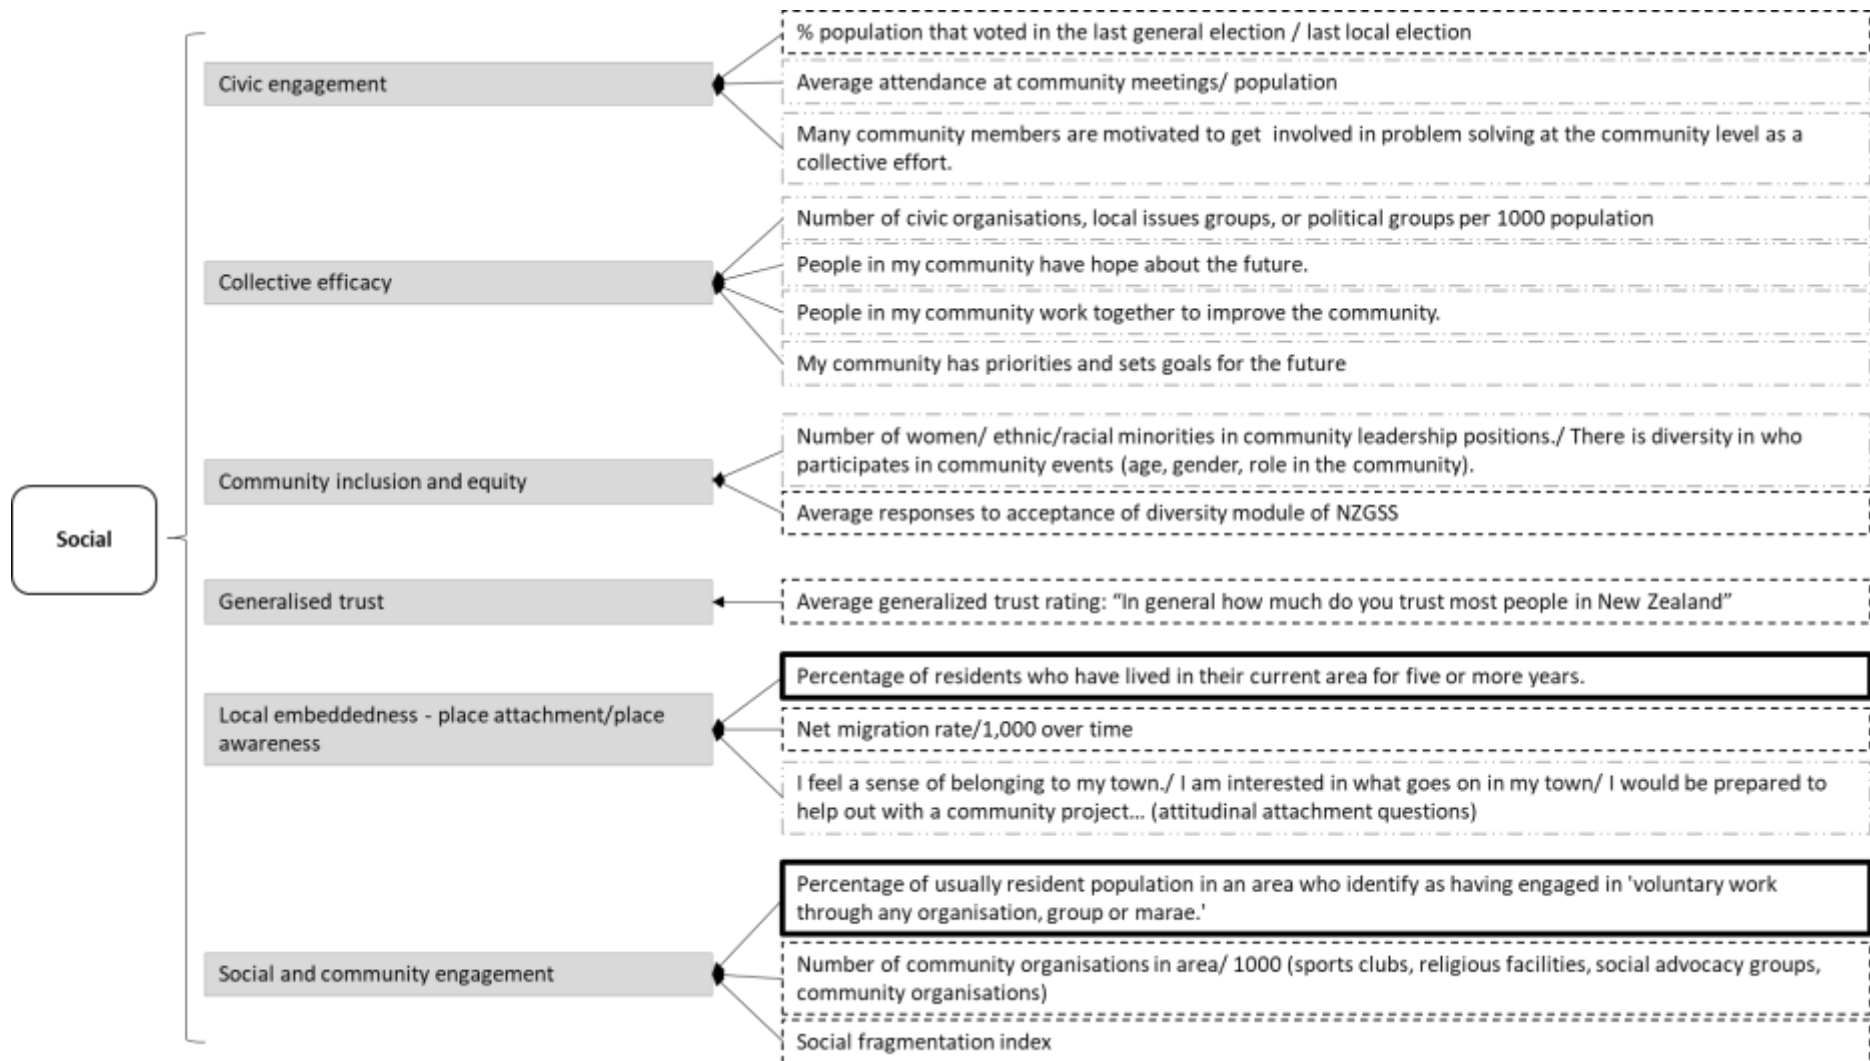 % population that voted in the last general election / last local election
Civic engagement
Average attendance at community meetings/ population
Many community members are motivated to get  involved in problem solving at the community level as a
collective effort.
Number of civic organisations, local issues groups, or political groups per 1000 population
People in my community have hope about the future.
Collective efficacy
People in my community work together to improve the community.
My community has priorities and sets goals for the future
Number of women/ ethnic/racial minorities in community leadership positions./ There is diversity in who
participates in community events (age, gender, role in the community).
Community inclusion and equity
Average responses to acceptance of diversity module of NZGSS
Social
Generalised trust
Average generalized trust rating: “In general how much do you trust most people in New Zealand”
Percentage of residents who have lived in their current area for five or more years.
Local embeddedness - place attachment/place
awareness
Net migration rate/1,000 over time
I feel a sense of belonging to my town./ I am interested in what goes on in my town/ I would be prepared to
help out with a community project... (attitudinal attachment questions)
Percentage of usually resident population in an area who identify as having engaged in 'voluntary work
through any organisation, group or marae.'
Social and community engagement
Number of community organisations in area/ 1000 (sports clubs, religious facilities, social advocacy groups,
community organisations)
Social fragmentation index